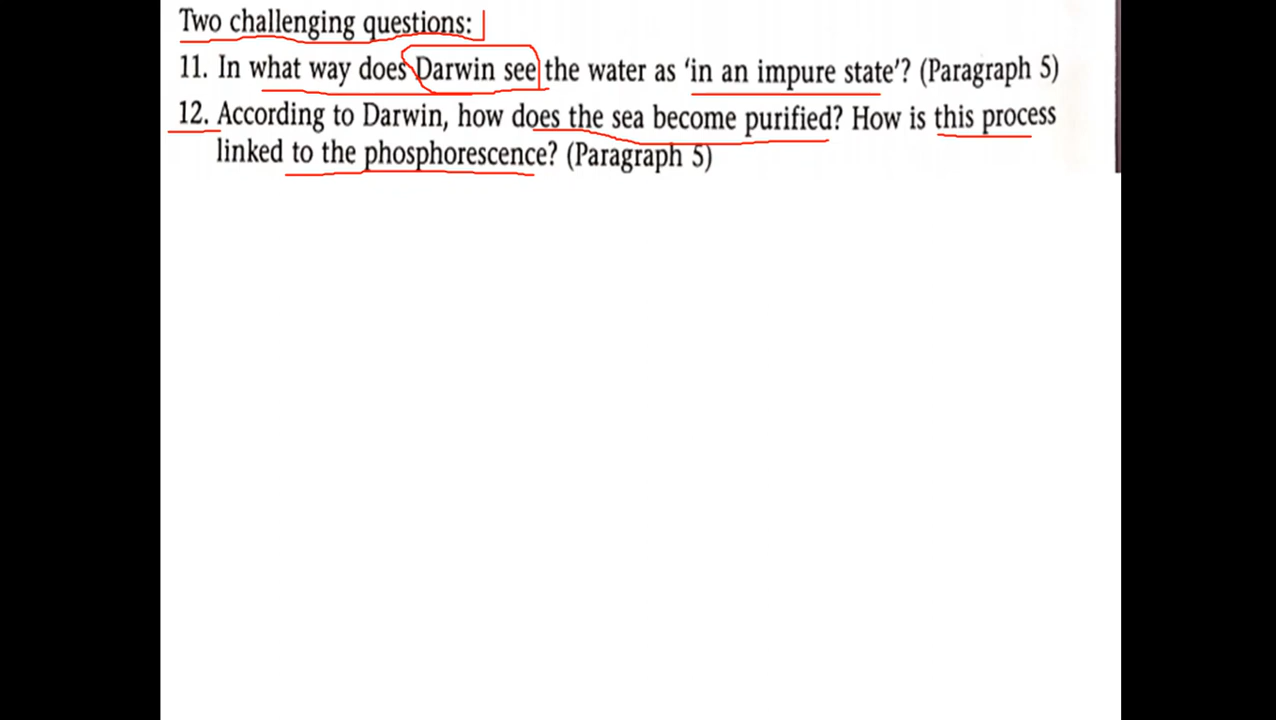 Two challenging questions:
11. In what way does Darwin see the water as ‘in an impure state’? (Paragraph 5)
12. According to Darwin, how does the sea become purified? How is this process
linked to the phosphorescence? (Paragraph 5)